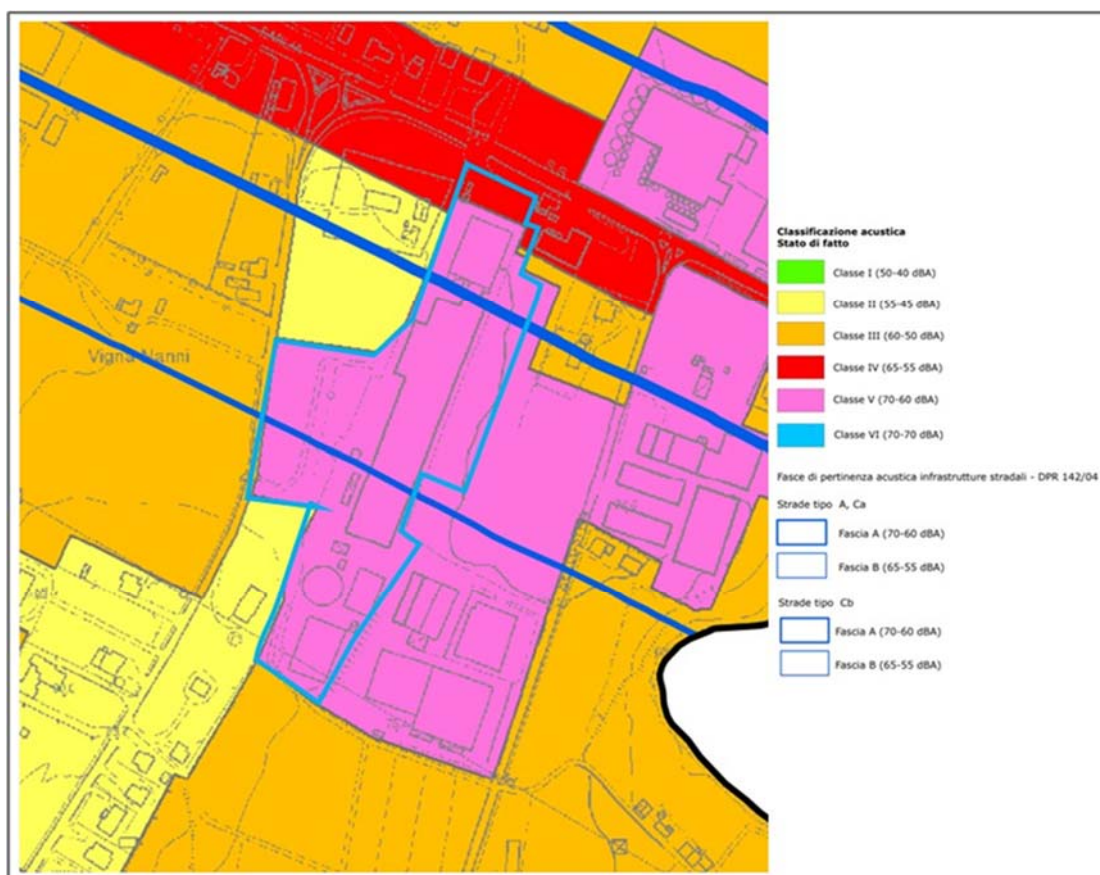 Vigna Nanni
Classificazione acustica
Stato di fatto
Classe I (50-40 dBA)
Classe II (55-45 dBA)
Classe III (60-50 dBA)
Classe IV (65-55 dBA)
Classe V (70-60 dBA)
Classe VI (70-70 dBA)
Fasce di pertinenza acustica infrastrutture stradali - DPR 142/04
Strade tipo A, Ca
Fascia A (70-60 dBA)
Fascia B (65-55 dBA)
Strade tipo Cb
Fascia A (70-60 dBA)
Fascia B (65-55 dBA)